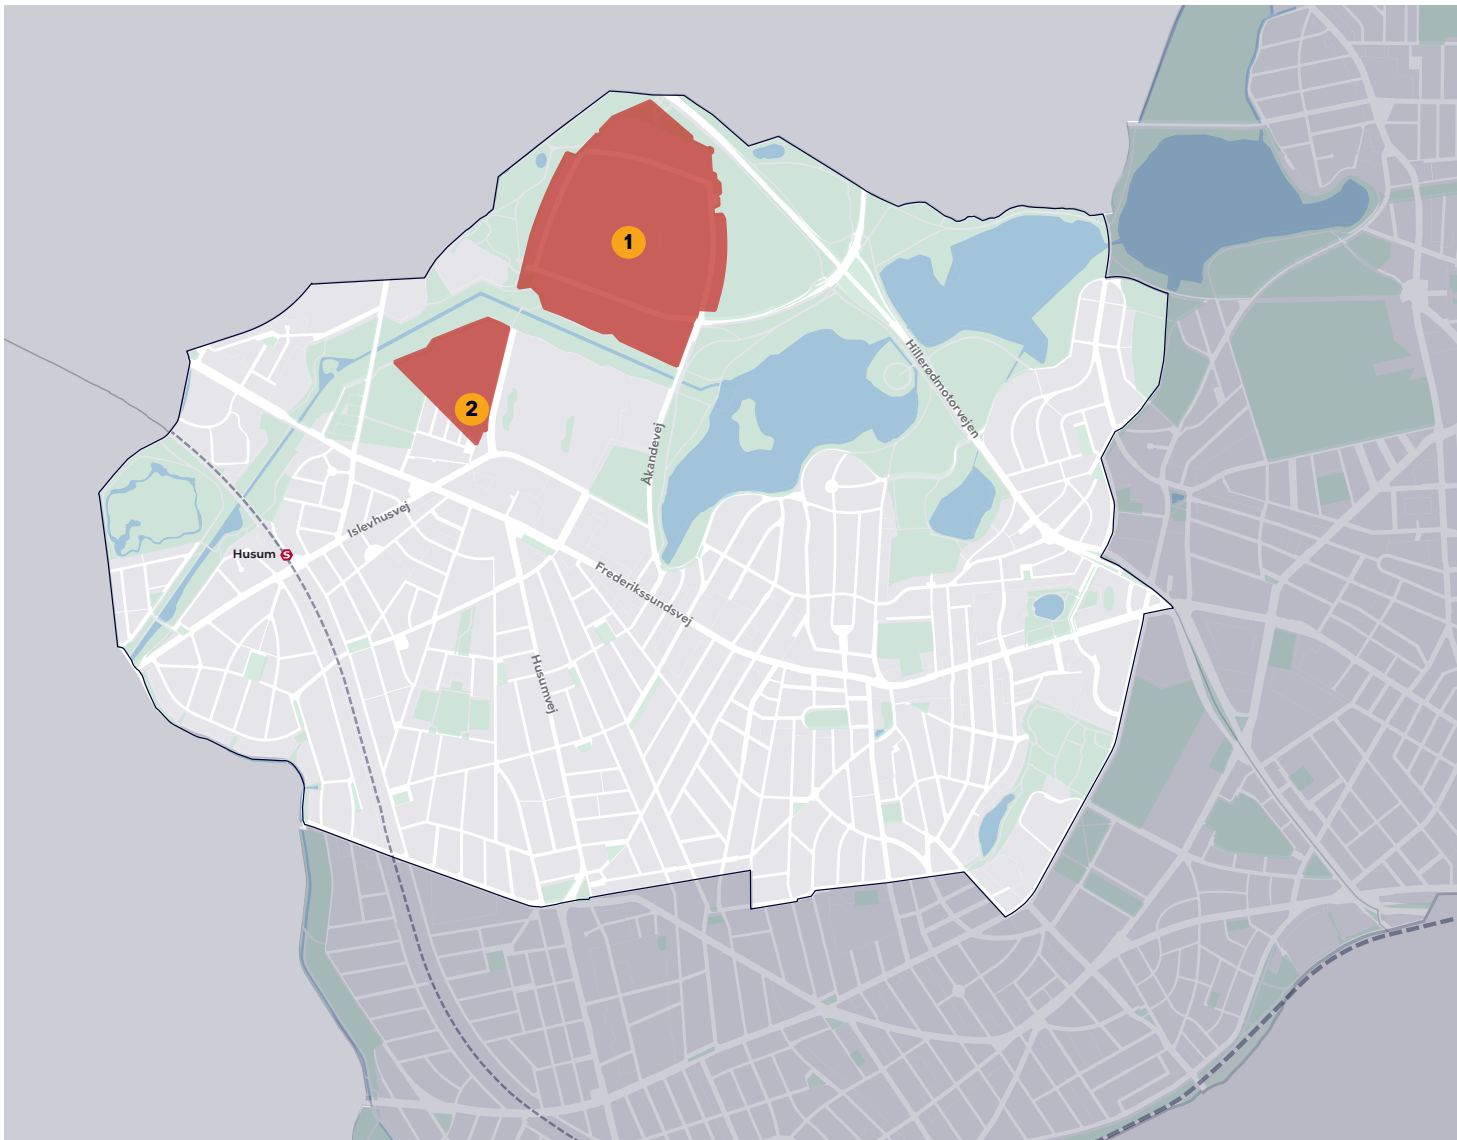 1
Hillerødmotorvejen
2
Åkandevej
Islevhusvej
Husum S
Frederikssundsvej
Husumvej